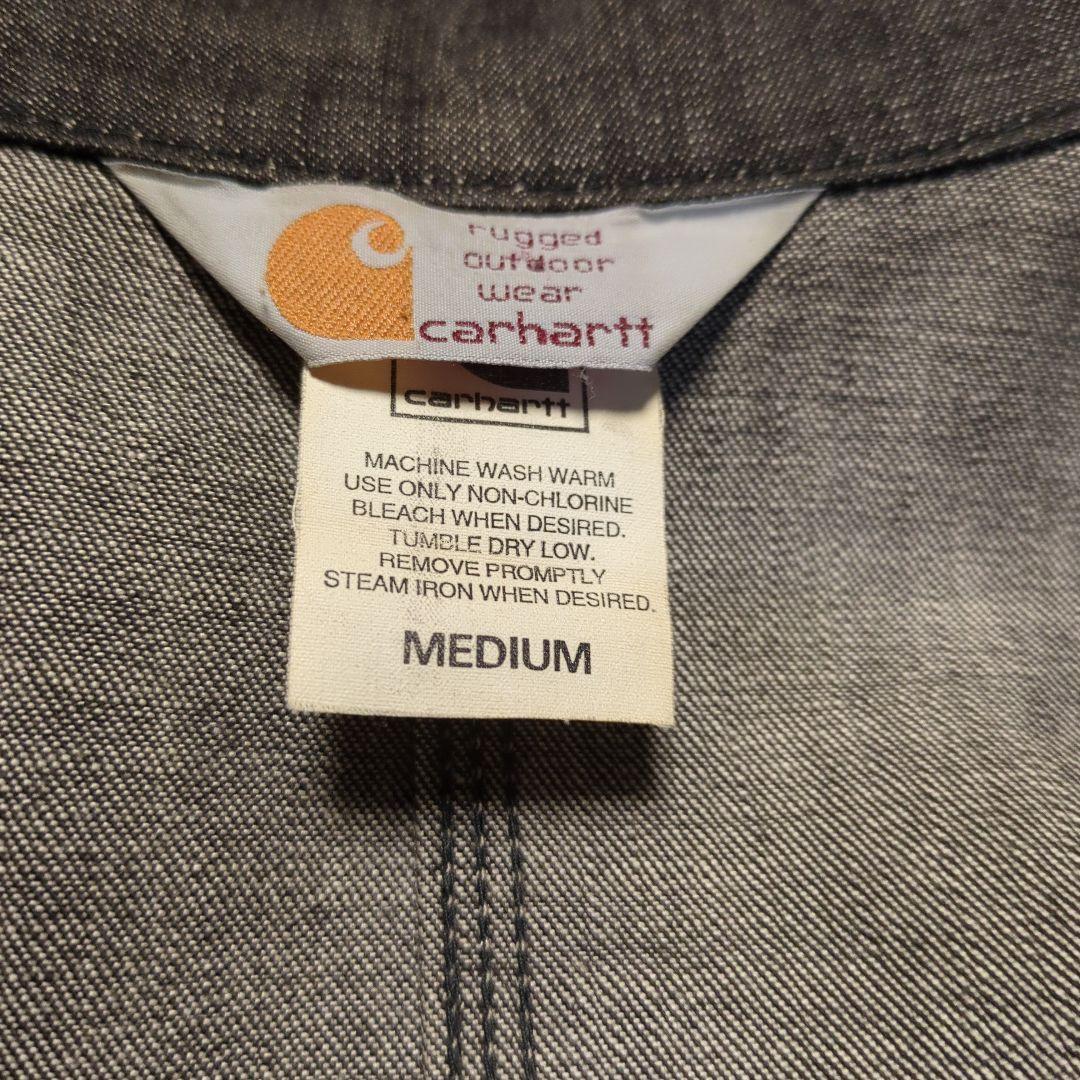 rugged
outdoor
wear
carhartt
carhartt
MACHINE WASH WARM
USE ONLY NON-CHLORINE
BLEACH WHEN DESIRED.
TUMBLE DRY LOW.
REMOVE PROMPTLY
STEAM IRON WHEN DESIRED.
MEDIUM